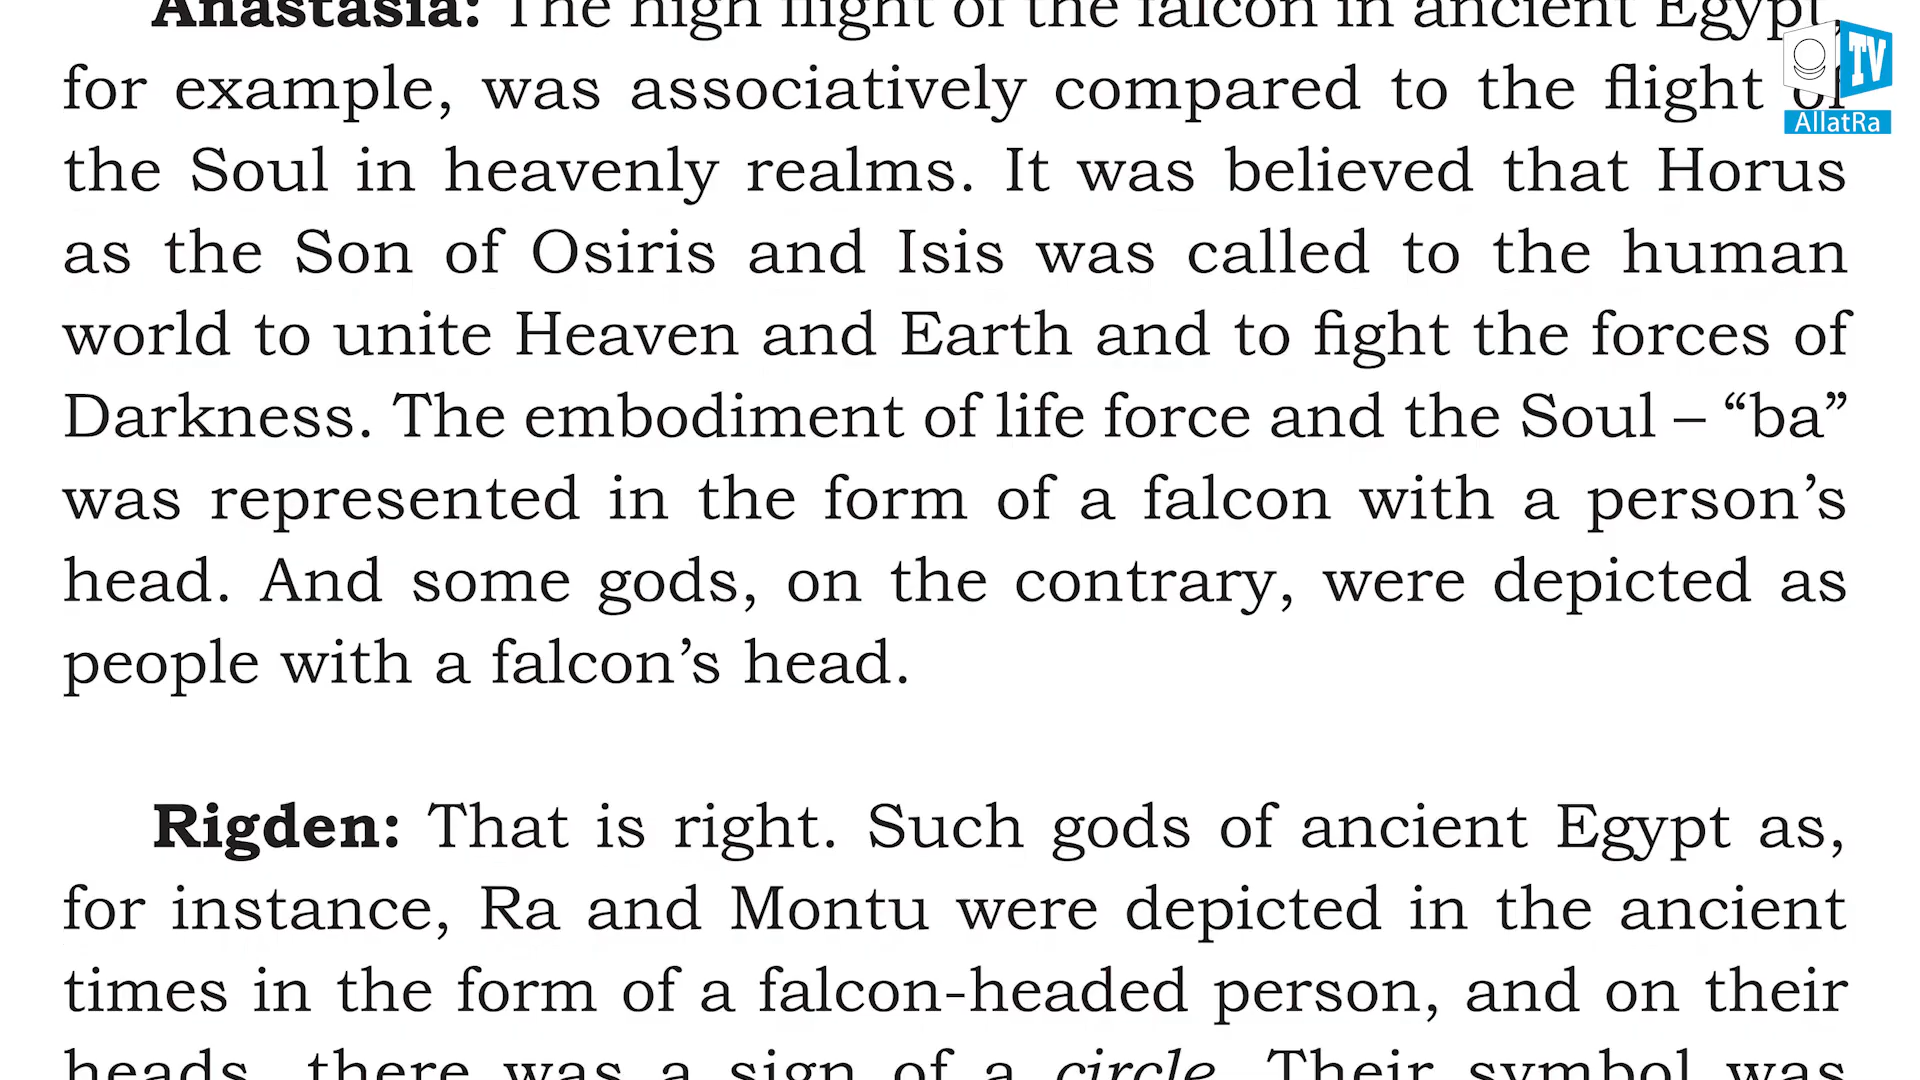 Anastasia: The high flight of the falcon in ancient Egypt,
for example, was associatively compared to the flight of
the Soul in heavenly realms. It was believed that Horus
as the Son of Osiris and Isis was called to the human
world to unite Heaven and Earth and to fight the forces of
Darkness. The embodiment of life force and the Soul – “ba”
was represented in the form of a falcon with a person’s
head. And some gods, on the contrary, were depicted as
people with a falcon’s head.
Rigden: That is right. Such gods of ancient Egypt as,
for instance, Ra and Montu were depicted in the ancient
times in the form of a falcon-headed person, and on their
heads, there was a sign of a circle. Their symbol was
TV
AllatRa